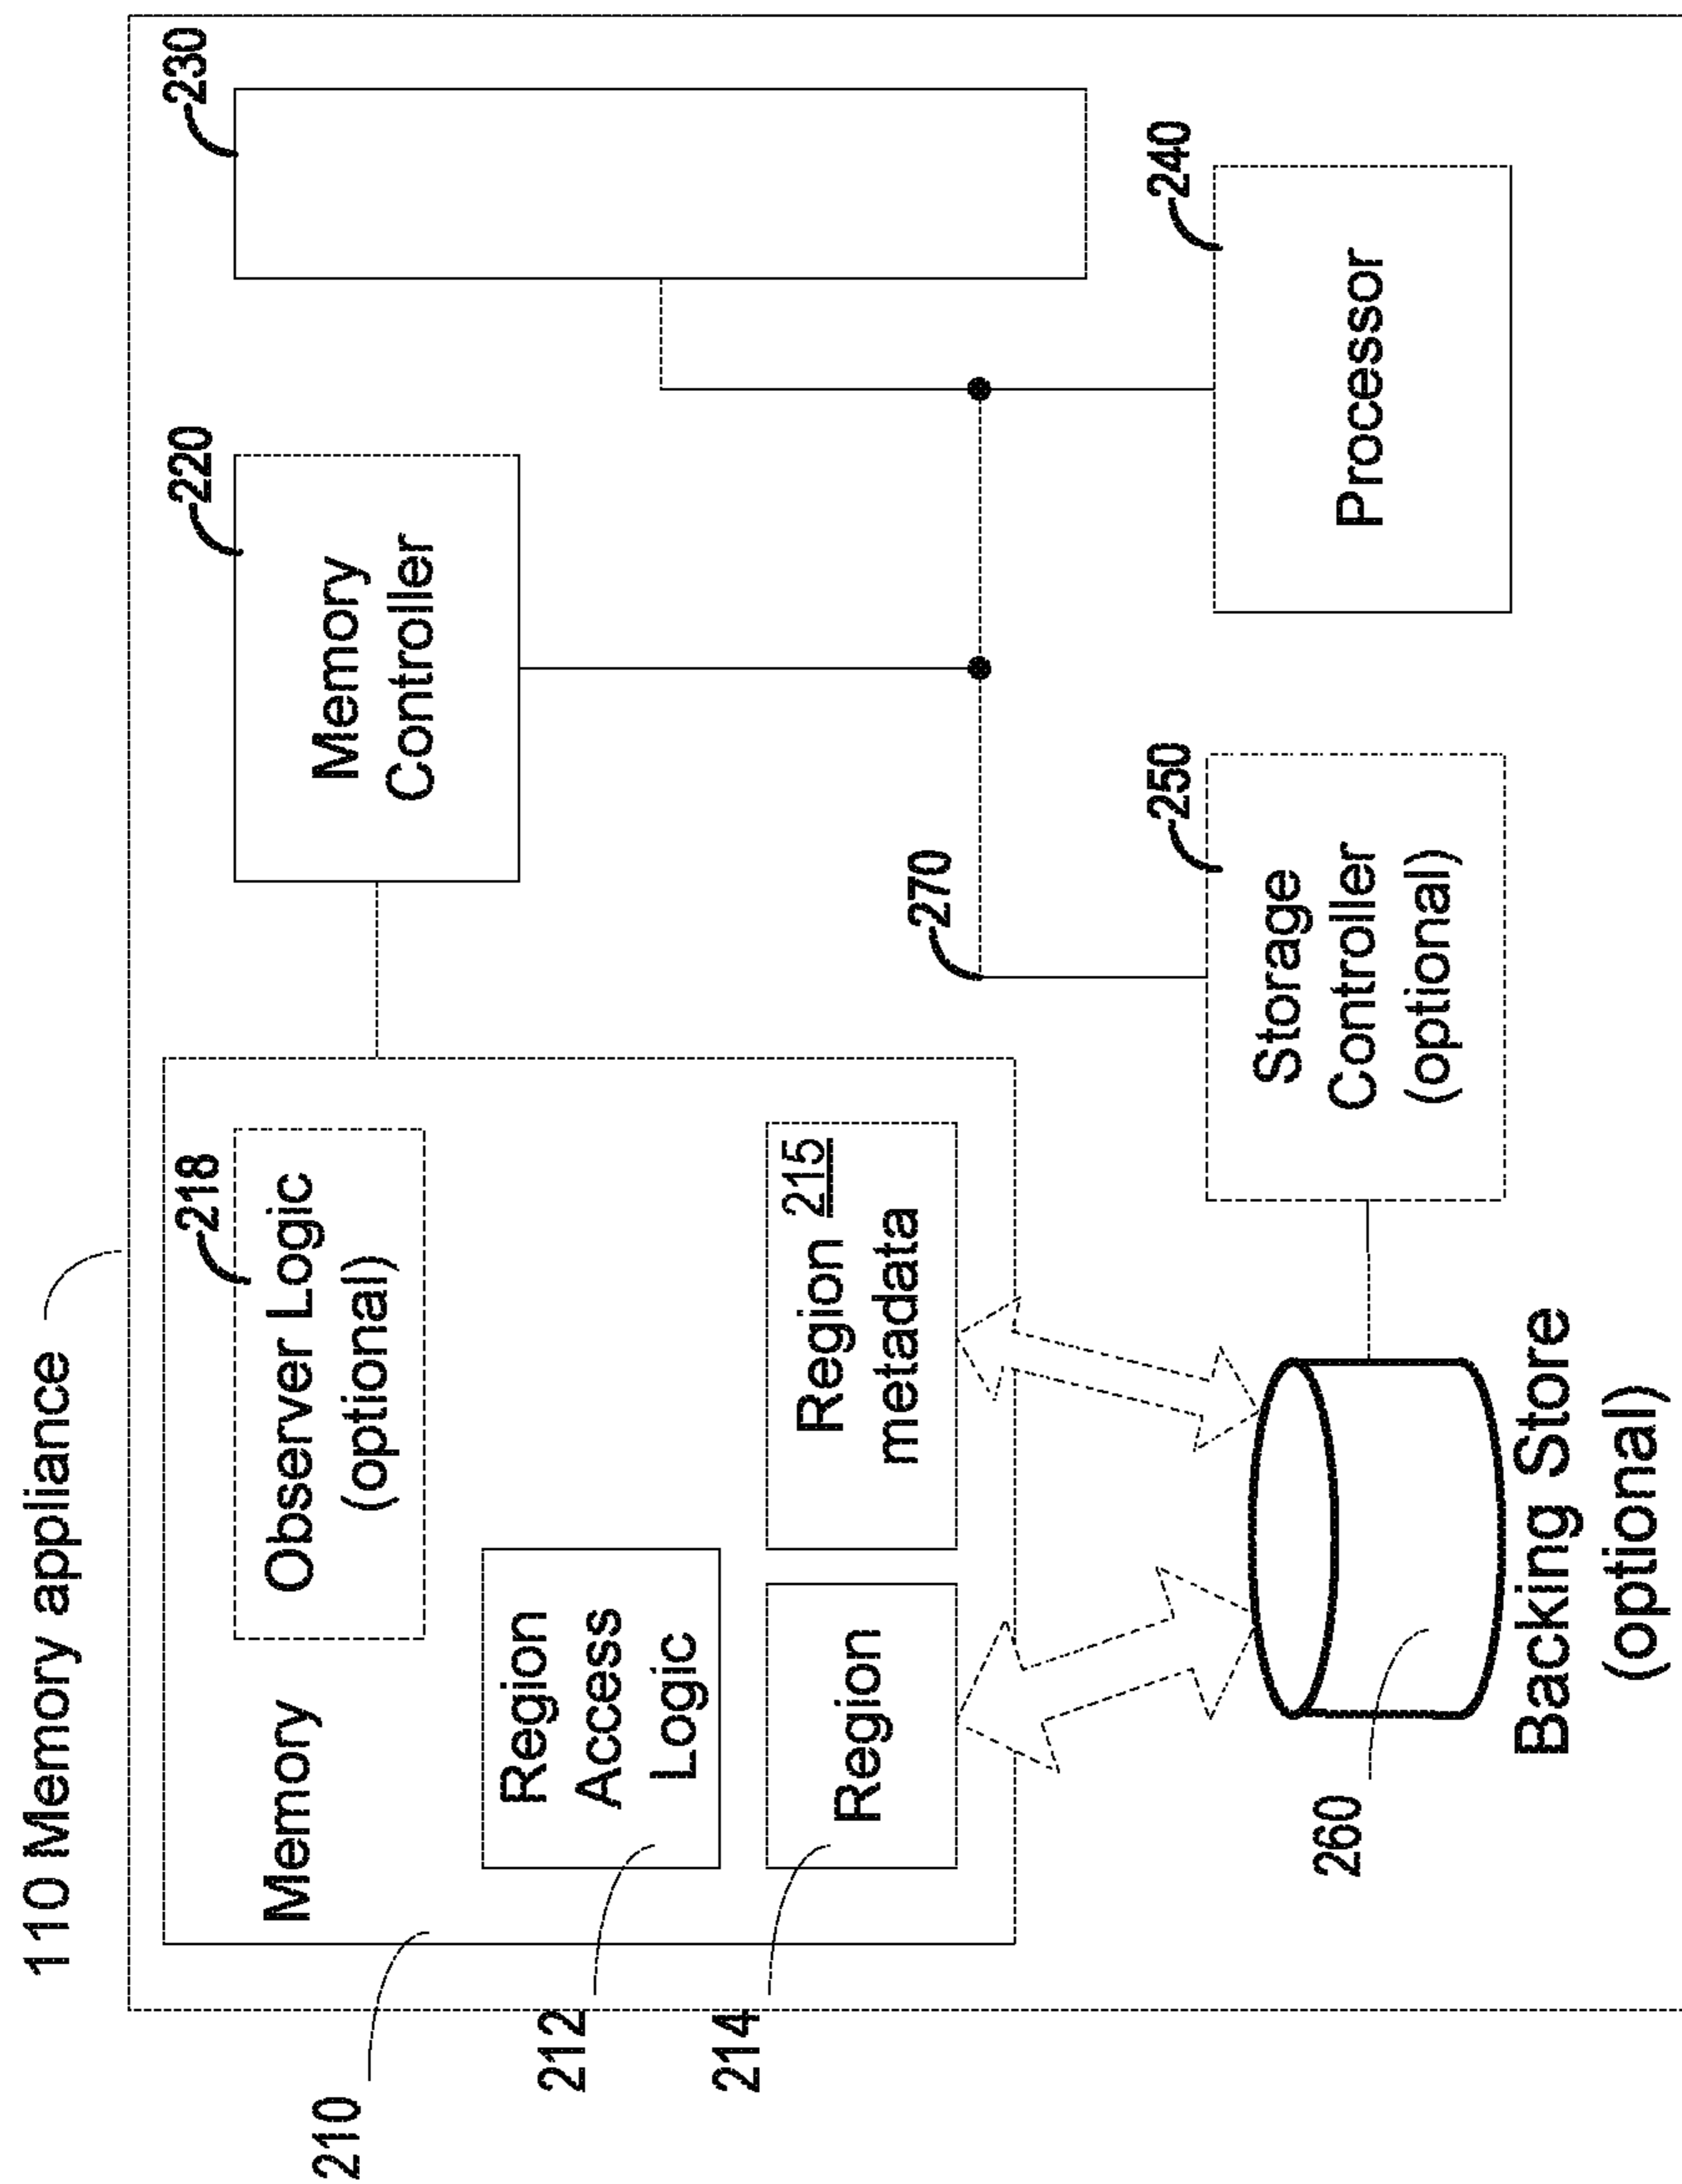 110 Memory appliance
210
Memory
218
Observer Logic
(optional)
212
Region
Access
Logic
214
Region
Region 215
metadata
220
Memory
Controller
230
270
240
Processor
250
Storage
Controller
(optional)
260
Backing Store
(optional)